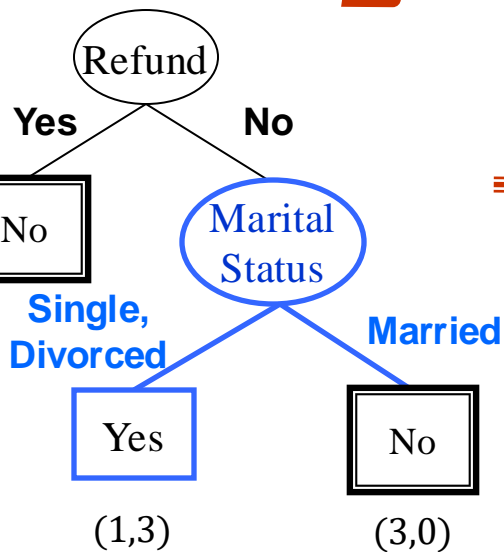 Refund
Yes
No
No
Marital
Status
Single,
Divorced
Married
Yes
No
(1,3)
(3,0)